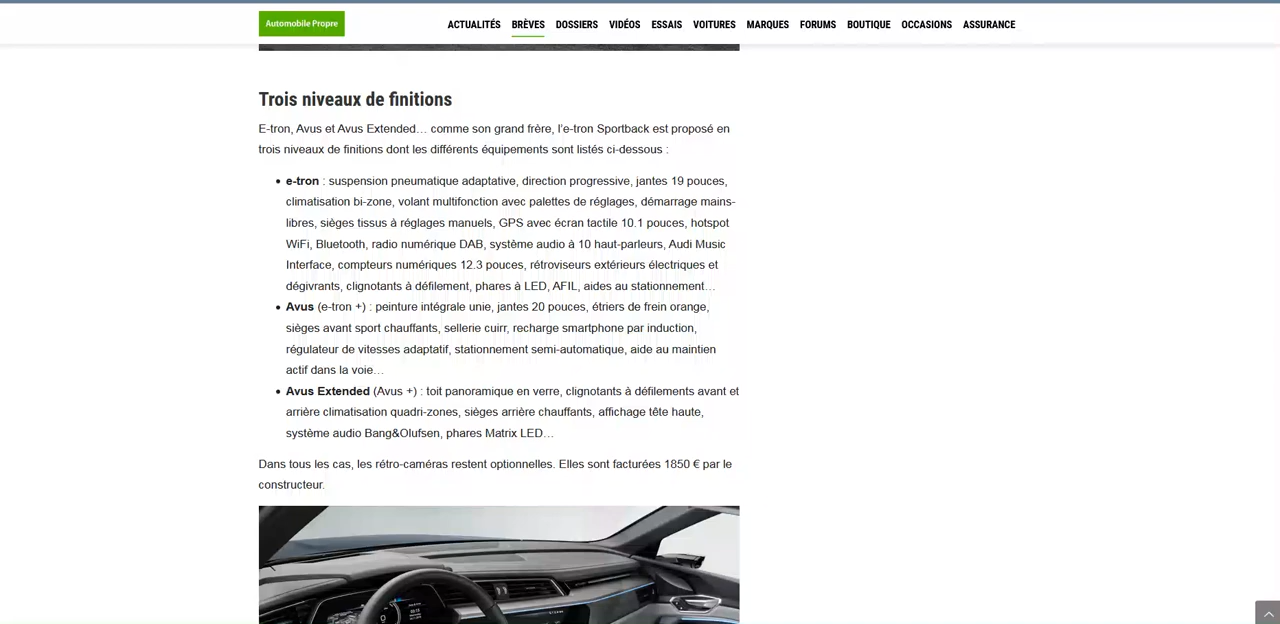 Automobile Propre
ACTUALITÉS BRÈVES DOSSIERS VIDÉOS ESSAIS VOITURES MARQUES FORUMS BOUTIQUE OCCASIONS ASSURANCE
Trois niveaux de finitions
E-tron, Avus et Avus Extended… comme son grand frère, l’e-tron Sportback est proposé en
trois niveaux de finitions dont les différents équipements sont listés ci-dessous :
e-tron : suspension pneumatique adaptative, direction progressive, jantes 19 pouces,
climatisation bi-zone, volant multifonction avec palettes de réglages, démarrage mains-
libres, sièges tissus à réglages manuels, GPS avec écran tactile 10.1 pouces, hotspot
WiFi, Bluetooth, radio numérique DAB, système audio à 10 haut-parleurs, Audi Music
Interface, compteurs numériques 12.3 pouces, rétroviseurs extérieurs électriques et
dégivrants, clignotants à défilement, phares à LED, AFIL, aides au stationnement…
Avus (e-tron +) : peinture intégrale unie, jantes 20 pouces, étriers de frein orange,
sièges avant sport chauffants, sellerie cuirr, recharge smartphone par induction,
régulateur de vitesses adaptatif, stationnement semi-automatique, aide au maintien
actif dans la voie…
Avus Extended (Avus +) : toit panoramique en verre, clignotants à défilements avant et
arrière climatisation quadri-zones, sièges arrière chauffants, affichage tête haute,
système audio Bang&Olufsen, phares Matrix LED…
Dans tous les cas, les rétro-caméras restent optionnelles. Elles sont facturées 1850 € par le
constructeur.